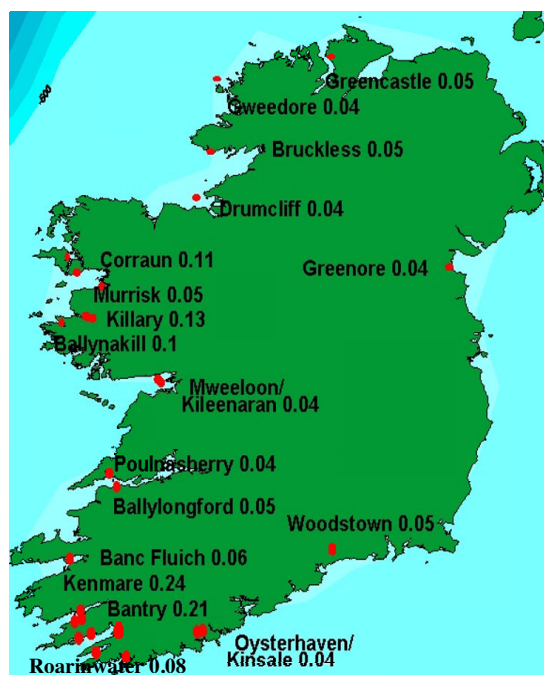 -500
Greencastle 0.05
Gweedore 0.04
Bruckless 0.05
Drumcliff 0.04
Corraun 0.11
Greenore 0.04
Murrisk 0.05
Killary 0.13
Ballynakill 0.1
Mweeloon/
Kileenaran 0.04
Poulnasherry 0.04
Ballylongford 0.05
Woodstown 0.05
Banc Fluich 0.06
Kenmare 0.24
Bantry 0.21
Oysterhaven/
Kinsale 0.04
Roarinwater 0.08